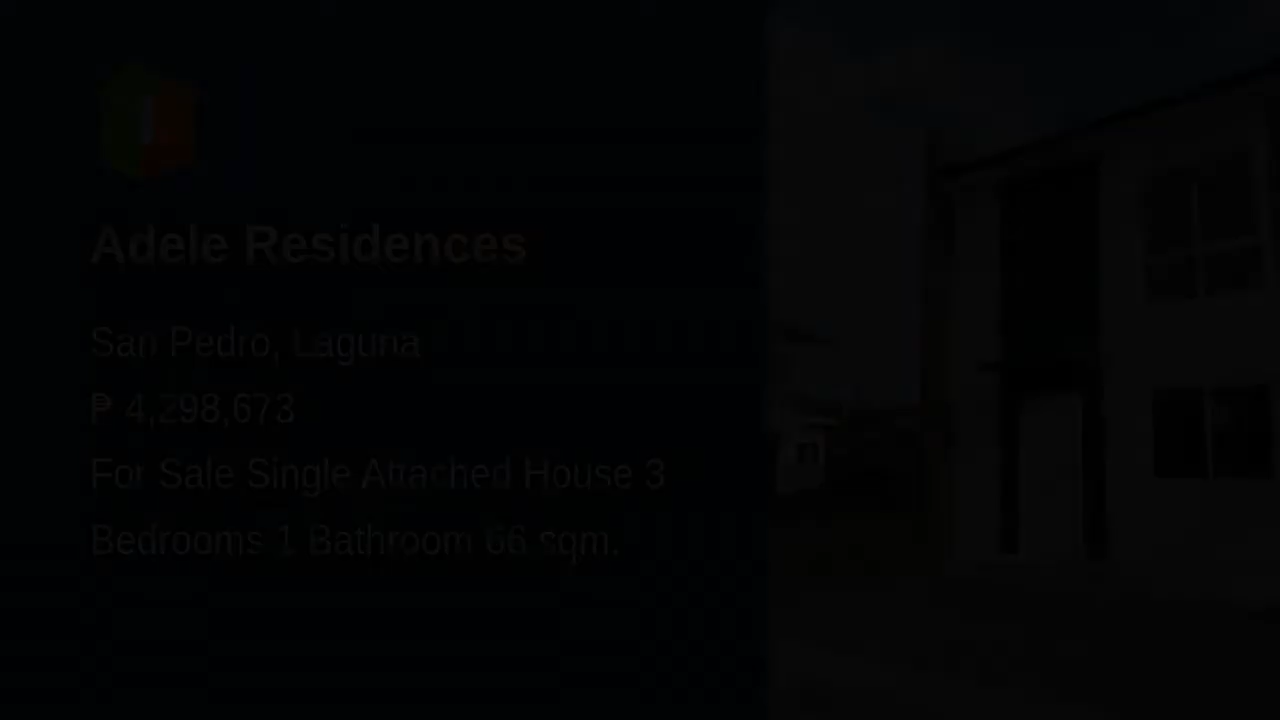 Adele Residences
San Pedro, Laguna
₱ 4,298,673
For Sale Single Attached House 3
Bedrooms 1 Bathroom 66 sqm.